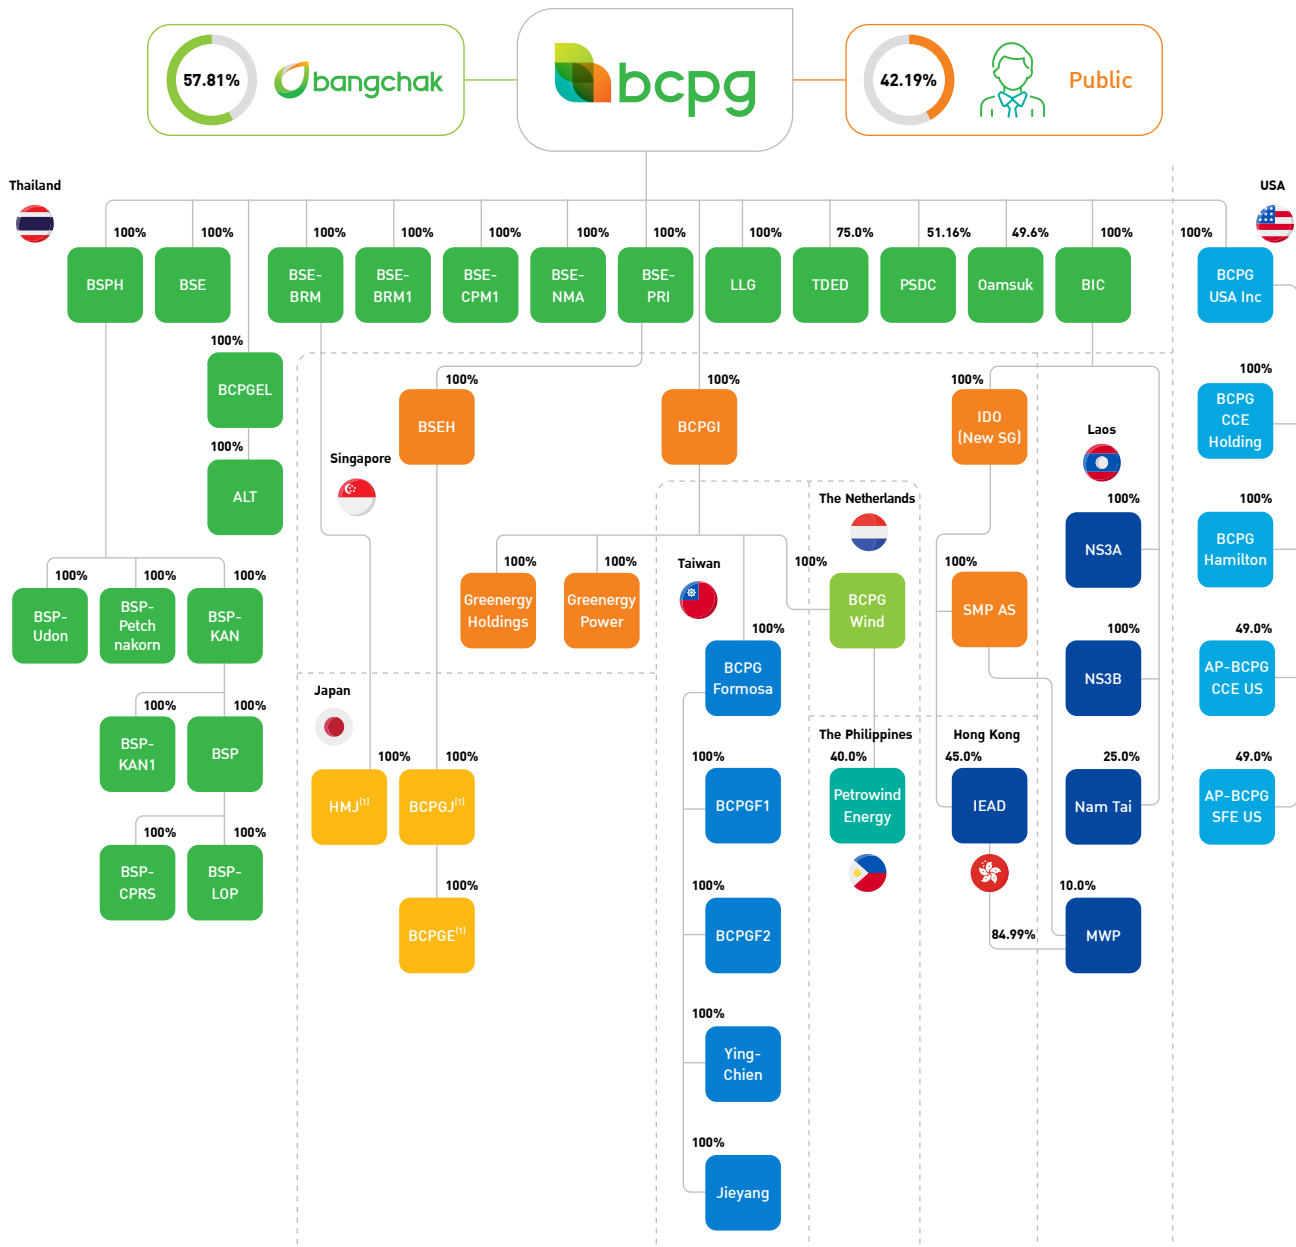 57.81%
bangchak
bcpg
42.19%
Public
Thailand
USA
100%
100%
100%
100%
100%
100%
100%
100%
75.0%
51.16%
49.6%
100%
100%
BSPH
BSE
BSE-
BRM
BSE-
BRM1
BSE-
CPM1
BSE-
NMA
BSE-
PRI
LLG
TDED
PSDC
Oamsuk
BIC
BCPG
USA Inc
100%
BCPGEL
100%
ALT
100%
BSEH
100%
BCPGI
100%
IDO
(New SG)
100%
BCPG
CCE
Holding
Singapore
Laos
The Netherlands
Taiwan
100%
NS3A
100%
BCPG
Hamilton
100%
BSP-
Udon
100%
BSP-
Petch
nakorn
100%
BSP-
KAN
100%
Greenergy
Holdings
100%
Greenergy
Power
100%
BCPG
Wind
100%
SMP AS
100%
BCPG
Formosa
100%
NS3B
49.0%
AP-BCPG
CCE US
Japan
100%
BSP-
KAN1
100%
BSP
The Philippines
Hong Kong
100%
HMJ(1)
100%
BCPGJ(1)
100%
BCPGF1
40.0%
Petrowind
Energy
45.0%
IEAD
25.0%
Nam Tai
49.0%
AP-BCPG
SFE US
100%
BSP-
CPRS
100%
BSP-
LOP
100%
BCPGE(1)
100%
BCPGF2
84.99%
10.0%
MWP
100%
Ying-
Chien
100%
Jieyang